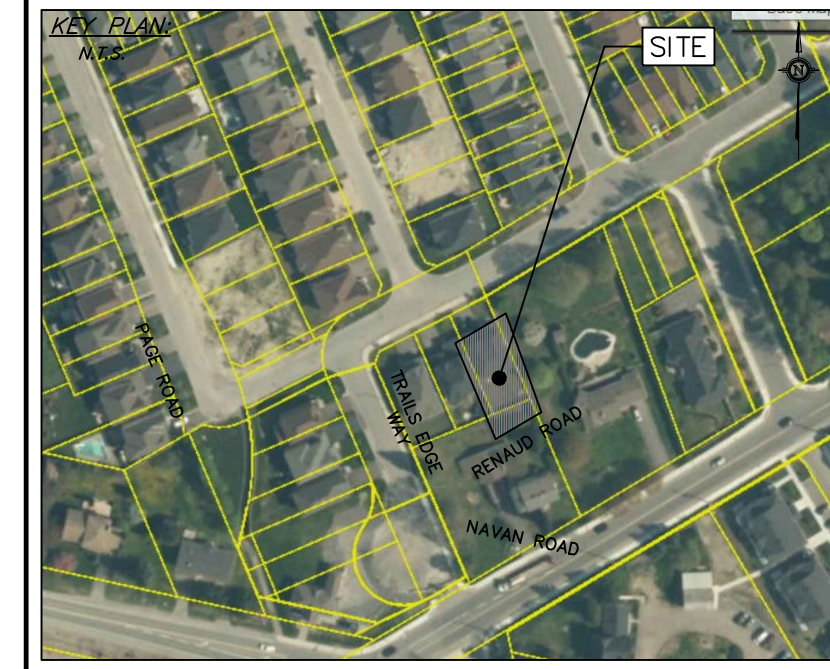 KEY PLAN:
N.T.S.
SITE
N
PAGE ROAD
TRAILS EDGE
WAY
RENAUD ROAD
NAVAN ROAD